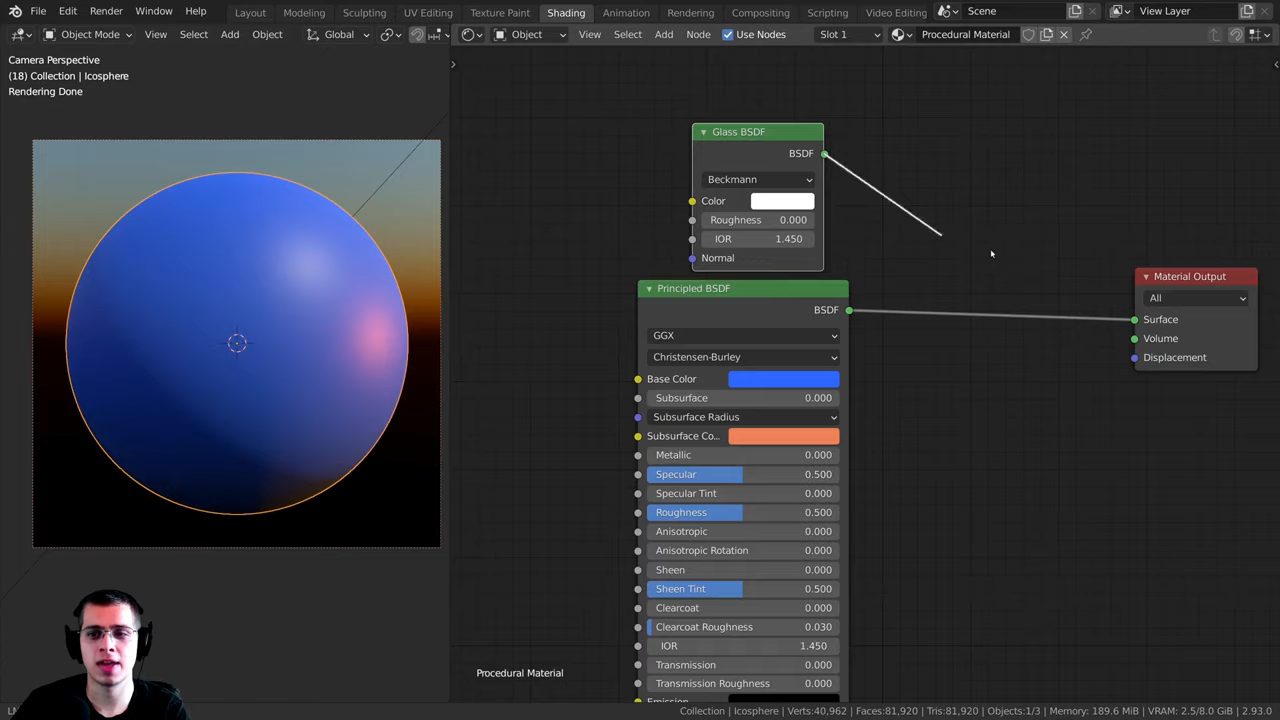 File Edit Render Window Help Layout Modeling Sculpting UV Editing Texture Paint Shading Animation Rendering Compositing Scripting Video Editing Scene View Layer
Object Mode View Select Add Object Global Object View Select Add Node Use Nodes Slot 1 Procedural Material
Camera Perspective
(18) Collection | Icosphere
Rendering Done
Glass BSDF
BSDF
Beckmann
Color
Roughness 0.000
IOR 1.450
Normal
Principled BSDF
BSDF
GGX
Christensen-Burley
Base Color
Subsurface 0.000
Subsurface Radius
Subsurface Co...
Metallic 0.000
Specular 0.500
Specular Tint 0.000
Roughness 0.500
Anisotropic 0.000
Anisotropic Rotation 0.000
Sheen 0.000
Sheen Tint 0.500
Clearcoat 0.000
Clearcoat Roughness 0.030
IOR 1.450
Transmission 0.000
Transmission Roughness 0.000
Material Output
All
Surface
Volume
Displacement
Procedural Material
Collection | Icosphere | Verts:40,962 | Faces:81,920 | Tris:81,920 | Objects:1/3 | Memory: 189.6 MiB | VRAM: 2.5/8.0 GiB | 2.93.0